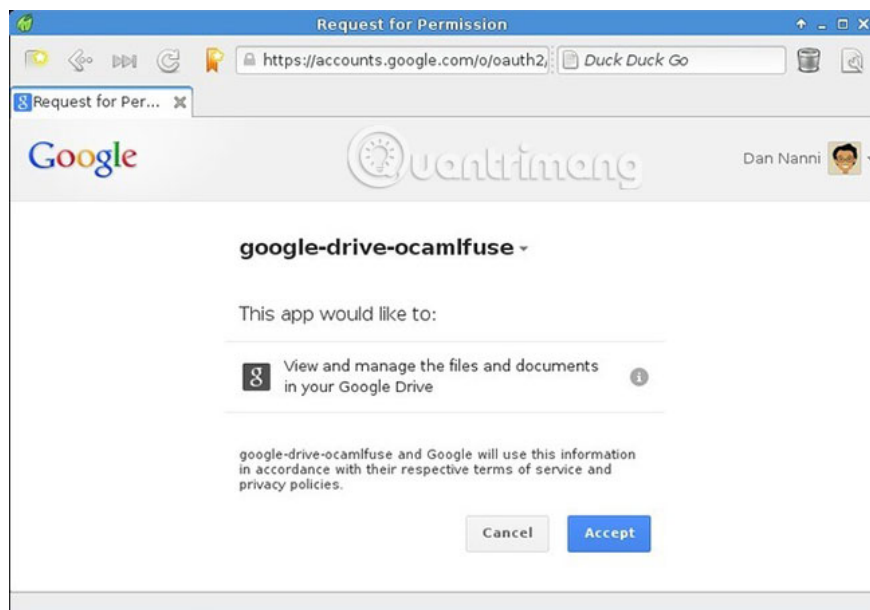 Request for Permission
https://accounts.google.com/o/oauth2/
Duck Duck Go
8 Request for Per...
Google
Quantrimang
Dan Nanni
google-drive-ocamlfuse
This app would like to:
8 View and manage the files and documents
in your Google Drive
google-drive-ocamlfuse and Google will use this information
in accordance with their respective terms of service and
privacy policies.
Cancel Accept